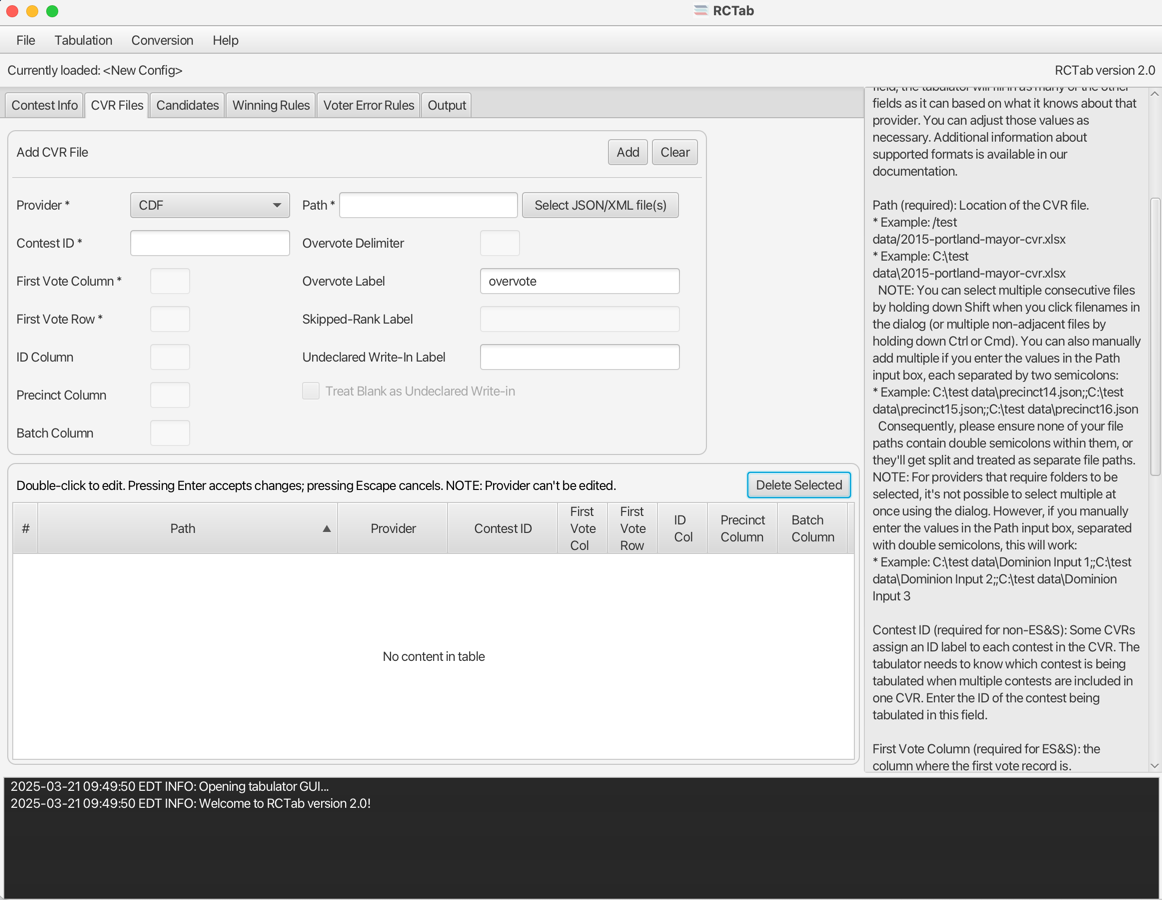 RCTab
File Tabulation Conversion Help
Currently loaded: <New Config> RCTab version 2.0
Contest Info CVR Files Candidates Winning Rules Voter Error Rules Output
Add CVR File Add Clear
Provider * CDF Path * Select JSON/XML file(s)
Contest ID * Overvote Delimiter
First Vote Column * Overvote Label overvote
First Vote Row * Skipped-Rank Label
ID Column Undeclared Write-In Label
Precinct Column Treat Blank as Undeclared Write-in
Batch Column
Double-click to edit. Pressing Enter accepts changes; pressing Escape cancels. NOTE: Provider can't be edited. Delete Selected
# Path Provider Contest ID First Vote Col First Vote Row ID Col Precinct Column Batch Column
No content in table
field, the tabulator will fill in as many of the other
fields as it can based on what it knows about that
provider. You can adjust those values as
necessary. Additional information about
supported formats is available in our
documentation.
Path (required): Location of the CVR file.
* Example: /test
data/2015-portland-mayor-cvr.xlsx
* Example: C:\test
data\2015-portland-mayor-cvr.xlsx
NOTE: You can select multiple consecutive files
by holding down Shift when you click filenames in
the dialog (or multiple non-adjacent files by
holding down Ctrl or Cmd). You can also manually
add multiple if you enter the values in the Path
input box, each separated by two semicolons:
* Example: C:\test data\precinct14.json;;C:\test
data\precinct15.json;;C:\test data\precinct16.json
Consequently, please ensure none of your file
paths contain double semicolons within them, or
they'll get split and treated as separate file paths.
NOTE: For providers that require folders to be
selected, it's not possible to select multiple at
once using the dialog. However, if you manually
enter the values in the Path input box, separated
with double semicolons, this will work:
* Example: C:\test data\Dominion Input 1;;C:\test
data\Dominion Input 2;;C:\test data\Dominion
Input 3
Contest ID (required for non-ES&S): Some CVRs
assign an ID label to each contest in the CVR. The
tabulator needs to know which contest is being
tabulated when multiple contests are included in
one CVR. Enter the ID of the contest being
tabulated in this field.
First Vote Column (required for ES&S): the
column where the first vote record is.
2025-03-21 09:49:50 EDT INFO: Opening tabulator GUI...
2025-03-21 09:49:50 EDT INFO: Welcome to RCTab version 2.0!